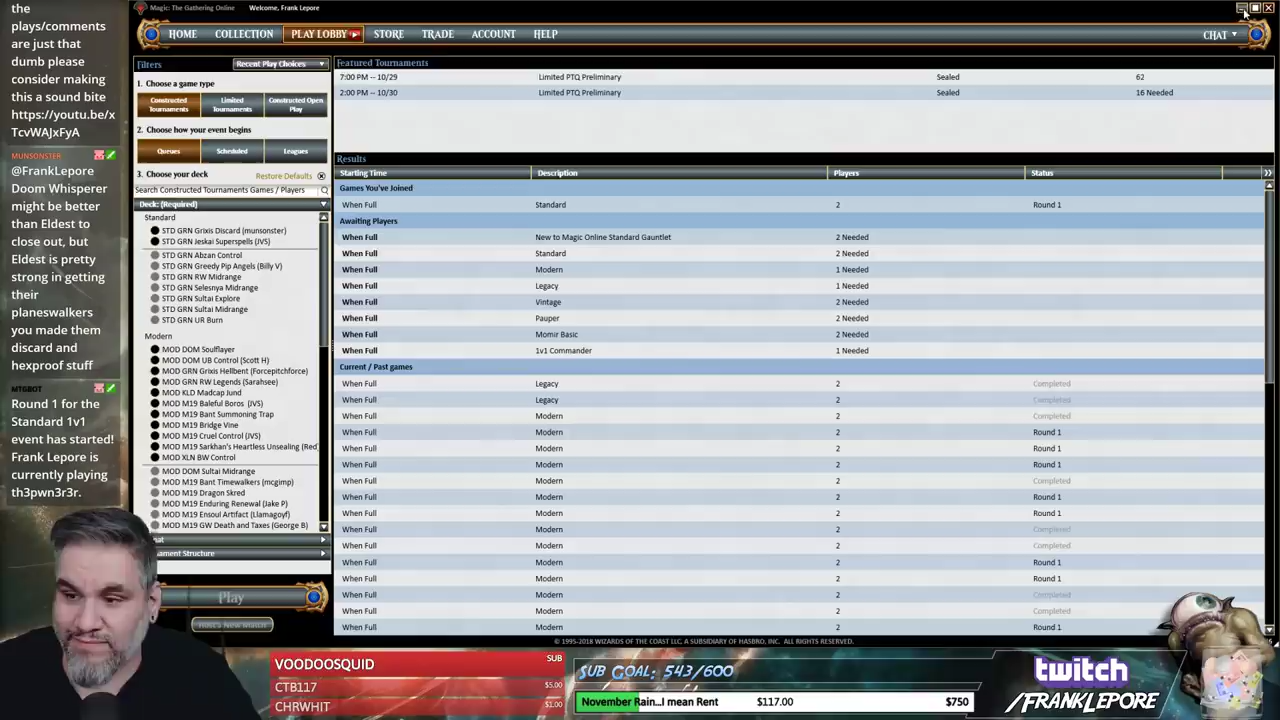 the
plays/comments
are just that
dumb please
consider making
this a sound bite
https://youtu.be/x
TcvWAJxFyA
MUNSONSTER
@FrankLepore
Doom Whisperer
might be better
than Eldest to
close out, but
Eldest is pretty
strong in getting
their
planeswalkers
you made them
discard and
hexproof stuff
MTGBOT
Round 1 for the
Standard 1v1
event has started!
Frank Lepore is
currently playing
th3pwn3r3r.
Magic: The Gathering Online Welcome, Frank Lepore
HOME COLLECTION PLAY LOBBY STORE TRADE ACCOUNT HELP CHAT
Filters Recent Play Choices
1. Choose a game type
Constructed Tournaments Limited Tournaments Constructed Open Play
2. Choose how your event begins
Queues Scheduled Leagues
3. Choose your deck Restore Defaults
Search Constructed Tournaments Games / Players
Deck: (Required)
Standard
STD GRN Grixis Discard (munsonster)
STD GRN Jeskai Superspells (JVS)
STD GRN Abzan Control
STD GRN Greedy Pip Angels (Billy V)
STD GRN RW Midrange
STD GRN Selesnya Midrange
STD GRN Sultai Explore
STD GRN Sultai Midrange
STD GRN UR Burn
Modern
MOD DOM Soulflayer
MOD DOM UB Control (Scott H)
MOD GRN Grixis Hellbent (Forcepitchforce)
MOD GRN RW Legends (Sarahsee)
MOD KLD Madcap Jund
MOD M19 Baleful Boros (JVS)
MOD M19 Bant Summoning Trap
MOD M19 Bridge Vine
MOD M19 Cruel Control (JVS)
MOD M19 Sarkhan's Heartless Unsealing (Red
MOD XLN BW Control
MOD DOM Sultai Midrange
MOD M19 Bant Timewalkers (mcgimp)
MOD M19 Dragon Skred
MOD M19 Enduring Renewal (Jake P)
MOD M19 Ensoul Artifact (Llamagoyf)
MOD M19 GW Death and Taxes (George B)
mat
nament Structure
Play
Host a New Match
Featured Tournaments
7:00 PM -- 10/29 Limited PTQ Preliminary Sealed 62
2:00 PM -- 10/30 Limited PTQ Preliminary Sealed 16 Needed
Results
Starting Time Description Players Status
Games You've Joined
When Full Standard 2 Round 1
Awaiting Players
When Full New to Magic Online Standard Gauntlet 2 Needed
When Full Standard 2 Needed
When Full Modern 1 Needed
When Full Legacy 1 Needed
When Full Vintage 2 Needed
When Full Pauper 2 Needed
When Full Momir Basic 2 Needed
When Full 1v1 Commander 1 Needed
Current / Past games
When Full Legacy 2 Completed
When Full Legacy 2 Completed
When Full Modern 2 Completed
When Full Modern 2 Round 1
When Full Modern 2 Round 1
When Full Modern 2 Round 1
When Full Modern 2 Completed
When Full Modern 2 Round 1
When Full Modern 2 Round 1
When Full Modern 2 Completed
When Full Modern 2 Completed
When Full Modern 2 Round 1
When Full Modern 2 Round 1
When Full Modern 2 Completed
When Full Modern 2 Completed
When Full Modern 2 Round 1
© 1995-2018 WIZARDS OF THE COAST LLC, A SUBSIDIARY OF HASBRO, INC. ALL RIGHTS RESERVED.
VOODOOSQUID SUB
CTB117 $5.00
CHRWHIT $1.00
SUB GOAL: 543/600
November Rain...I mean Rent $117.00 $750
twitch
/FRANKLEPORE